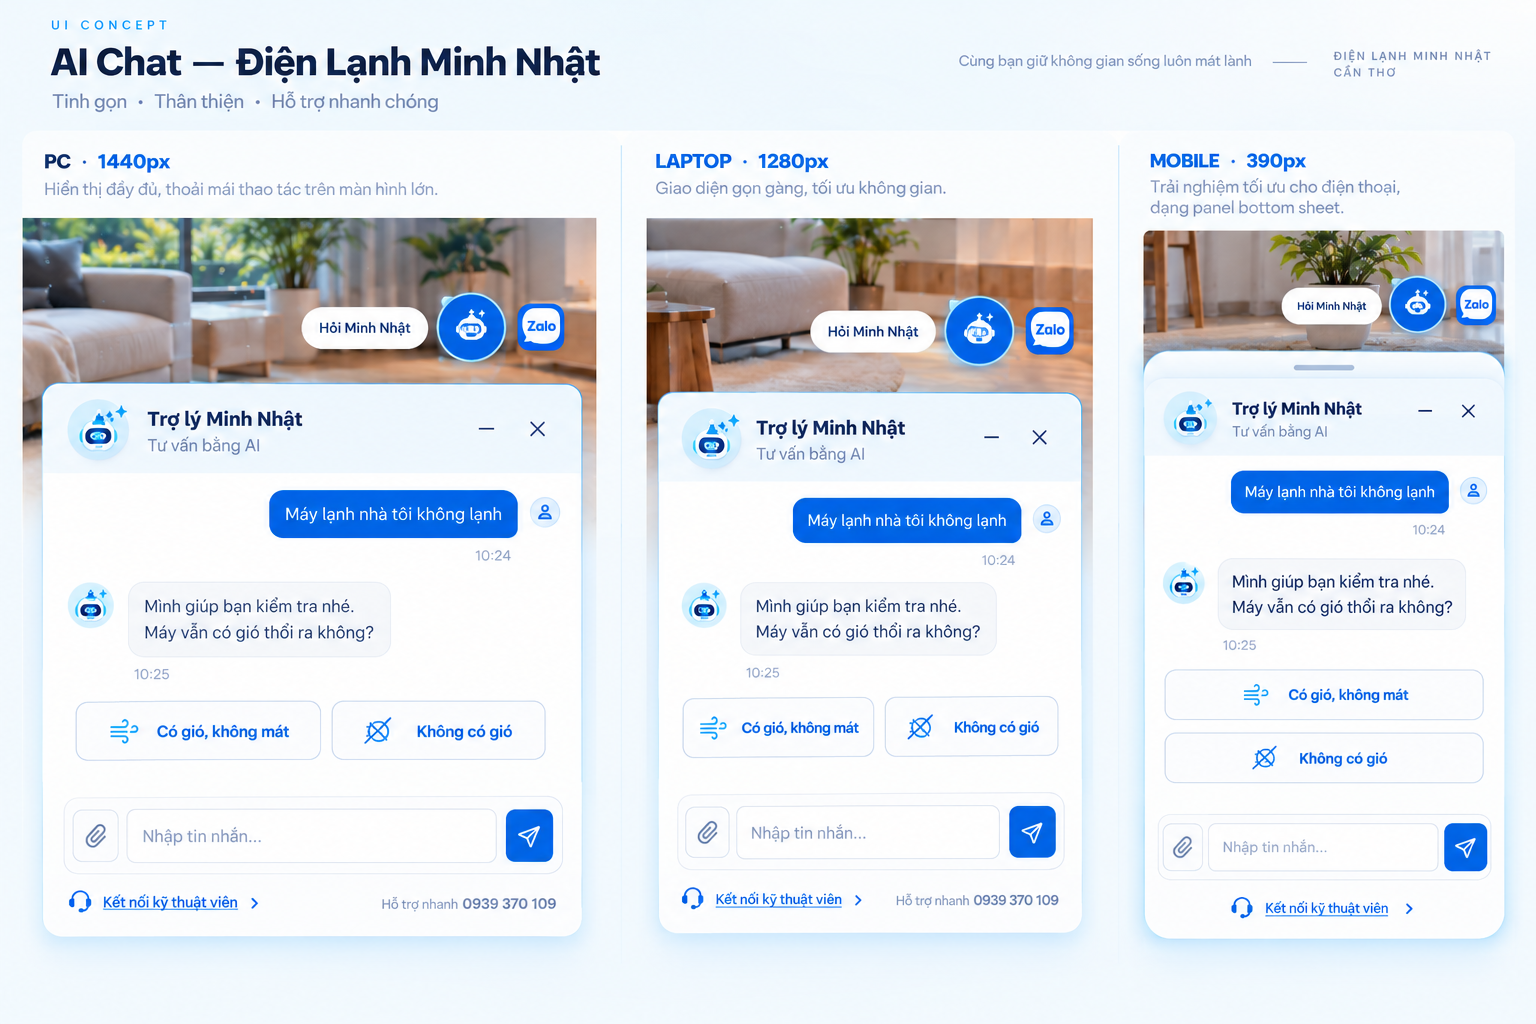 UI CONCEPT
AI Chat — Điện Lạnh Minh Nhật
Tinh gọn • Thân thiện • Hỗ trợ nhanh chóng
Cùng bạn giữ không gian sống luôn mát lành
ĐIỆN LẠNH MINH NHẬT
CẦN THƠ
PC · 1440px
Hiển thị đầy đủ, thoải mái thao tác trên màn hình lớn.
Hỏi Minh Nhật
Zalo
Trợ lý Minh Nhật
Tư vấn bằng AI
Máy lạnh nhà tôi không lạnh
10:24
Mình giúp bạn kiểm tra nhé.
Máy vẫn có gió thổi ra không?
10:25
Có gió, không mát
Không có gió
Nhập tin nhắn...
Kết nối kỹ thuật viên
Hỗ trợ nhanh 0939 370 109
LAPTOP · 1280px
Giao diện gọn gàng, tối ưu không gian.
Hỏi Minh Nhật
Zalo
Trợ lý Minh Nhật
Tư vấn bằng AI
Máy lạnh nhà tôi không lạnh
10:24
Mình giúp bạn kiểm tra nhé.
Máy vẫn có gió thổi ra không?
10:25
Có gió, không mát
Không có gió
Nhập tin nhắn...
Kết nối kỹ thuật viên
Hỗ trợ nhanh 0939 370 109
MOBILE · 390px
Trải nghiệm tối ưu cho điện thoại,
dạng panel bottom sheet.
Hỏi Minh Nhật
Zalo
Trợ lý Minh Nhật
Tư vấn bằng AI
Máy lạnh nhà tôi không lạnh
10:24
Mình giúp bạn kiểm tra nhé.
Máy vẫn có gió thổi ra không?
10:25
Có gió, không mát
Không có gió
Nhập tin nhắn...
Kết nối kỹ thuật viên